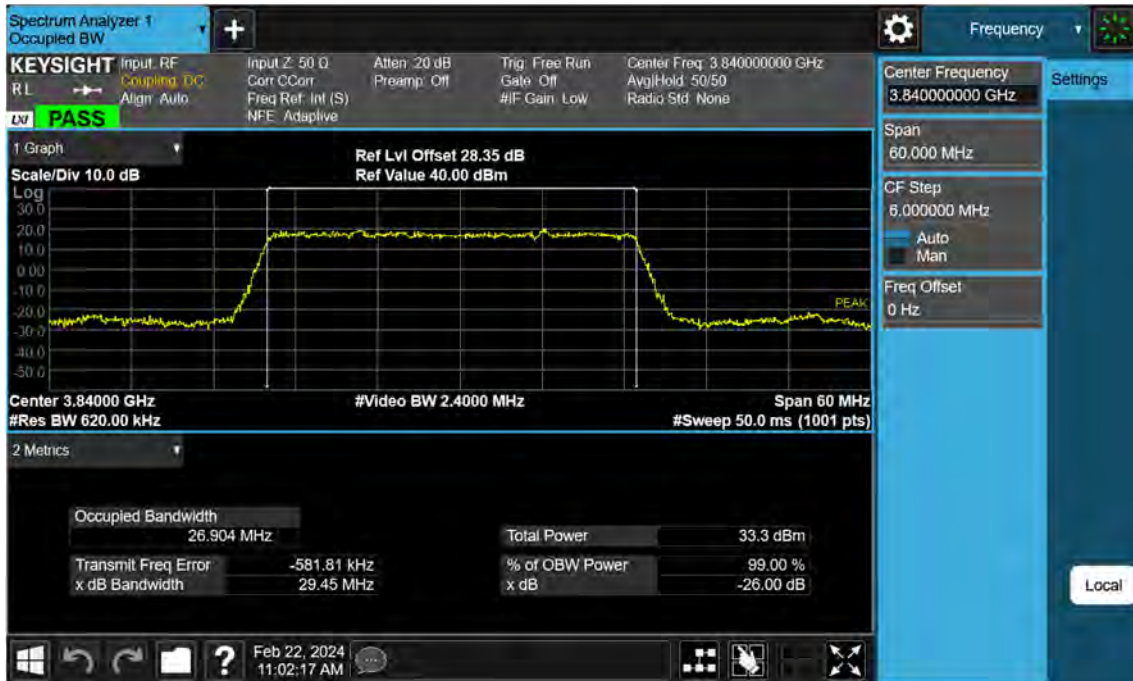 Spectrum Analyzer 1
Occupied BW
+
Frequency
KEYSIGHT Input: RF Input Z: 50 Ω Atten: 20 dB Trig: Free Run Center Freq: 3.840000000 GHz
RL Coupling: DC Corr CCorr Preamp: Off Gate: Off Avg|Hold: 50/50
Align: Auto Freq Ref: Int (S) #IF Gain: Low Radio Std: None
LXI PASS NFE: Adaptive
Center Frequency
3.840000000 GHz
Settings
Span
60.000 MHz
CF Step
6.000000 MHz
Auto
Man
Freq Offset
0 Hz
Local
1 Graph
Ref Lvl Offset 28.35 dB
Scale/Div 10.0 dB Ref Value 40.00 dBm
Log
30.0
20.0
10.0
0.00
-10.0
-20.0
-30.0
-40.0
-50.0
PEAK
Center 3.84000 GHz #Video BW 2.4000 MHz Span 60 MHz
#Res BW 620.00 kHz #Sweep 50.0 ms (1001 pts)
2 Metrics
Occupied Bandwidth
26.904 MHz
Total Power 33.3 dBm
Transmit Freq Error -581.81 kHz % of OBW Power 99.00 %
x dB Bandwidth 29.45 MHz x dB -26.00 dB
?
Feb 22, 2024
11:02:17 AM